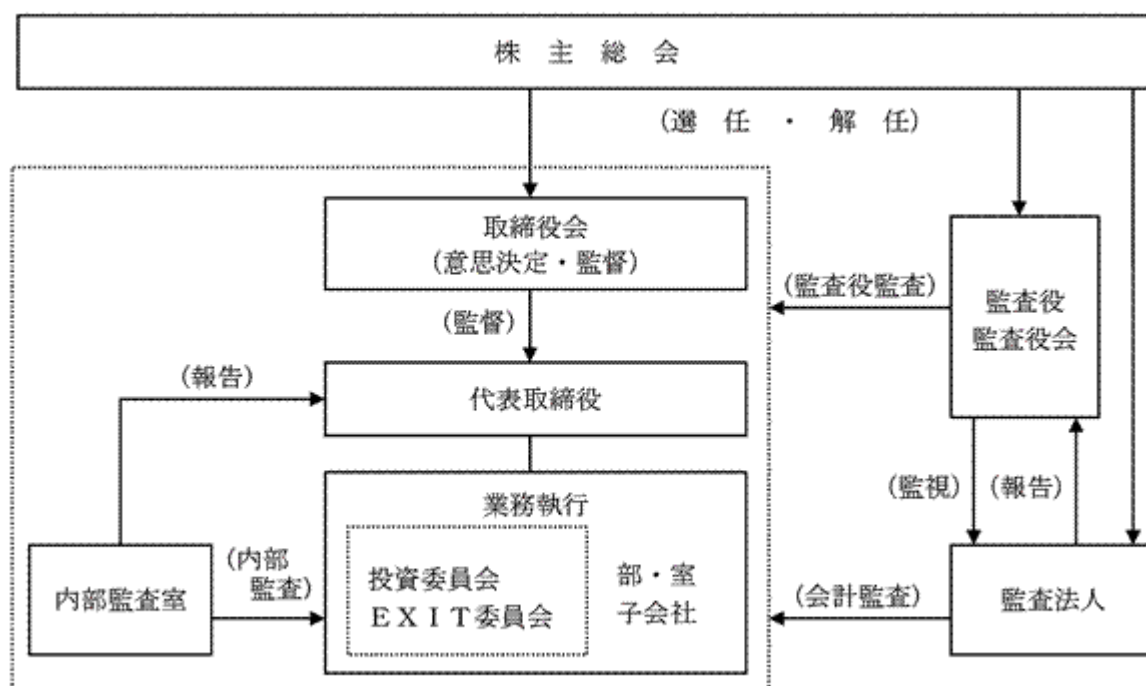 株 主 総 会
(選 任 ・ 解 任)
取締役会
(意思決定・監督)
(監査役監査)
監査役
監査役会
(監督)
(報告)
代表取締役
(監視)
(報告)
業務執行
投資委員会
EXIT委員会
部・室
子会社
内部監査室
(内部
監査)
(会計監査)
監査法人